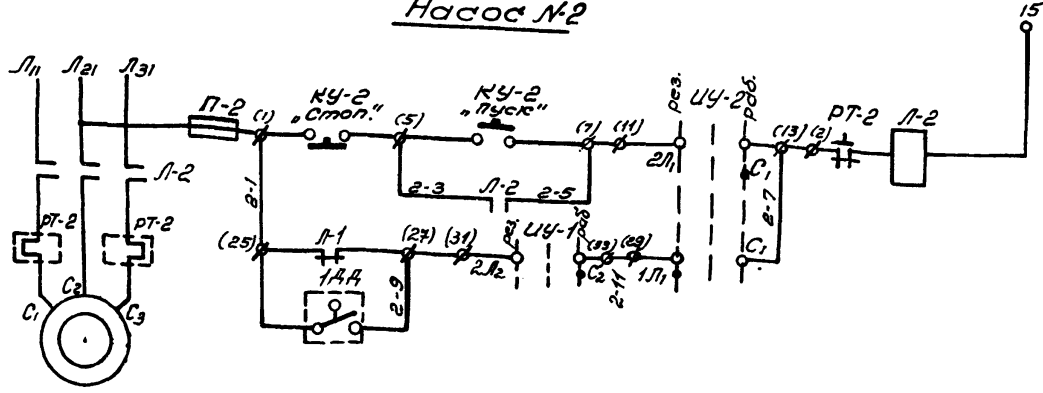 Насос №2
15
Л11 Л21 Л31
П-2
(1)
КУ-2
„Стоп."
(5)
КУ-2
„Пуск"
(7)
(11)
рез.
ЦУ-2
раб.
(13)
(2)
РТ-2
Л-2
2Л1
С1
Л-2
2-1
2-3
Л-2
2-5
2-7
РТ-2
РТ-2
(25)
Л-1
(27)
(31)
рез.
ЦУ-1
раб
(33)
(29)
С1
2Л2
С2
2-11
1Л1
1ДД
2-9
С1
С2
С3